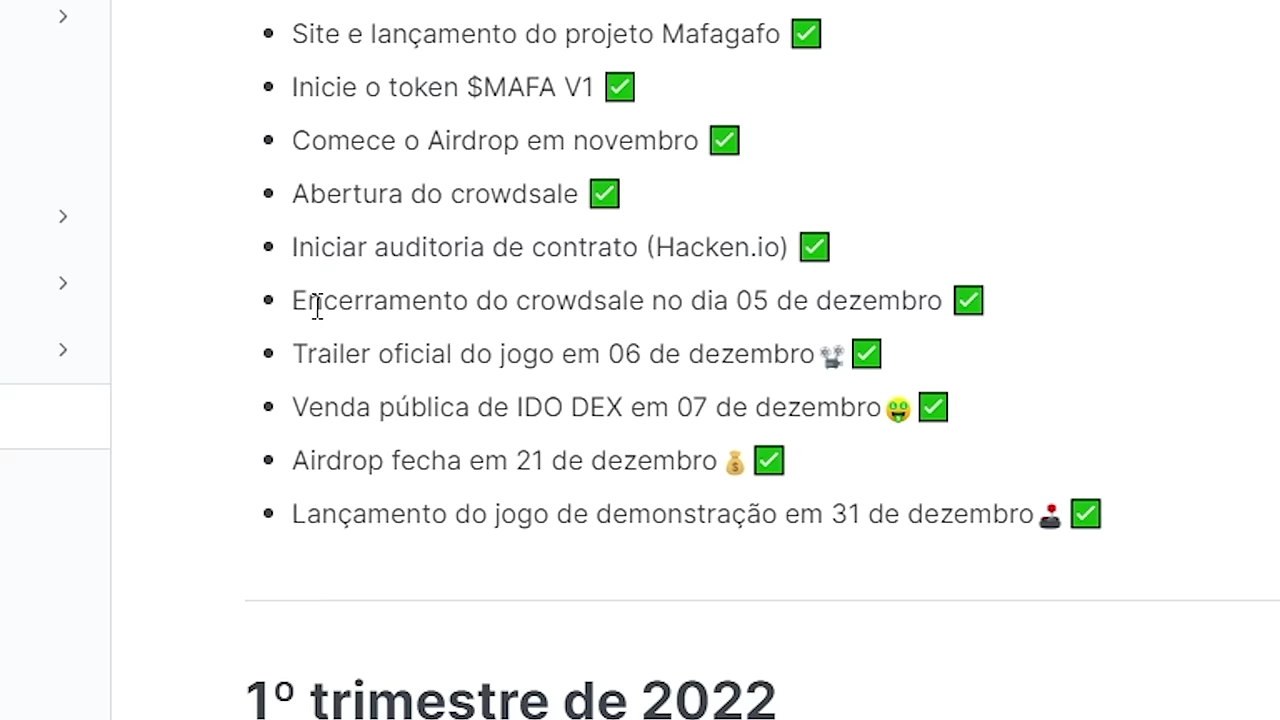 Site e lançamento do projeto Mafagafo ✅
Inicie o token $MAFA V1 ✅
Comece o Airdrop em novembro ✅
Abertura do crowdsale ✅
Iniciar auditoria de contrato (Hacken.io) ✅
Encerramento do crowdsale no dia 05 de dezembro ✅
Trailer oficial do jogo em 06 de dezembro📽️ ✅
Venda pública de IDO DEX em 07 de dezembro🤑 ✅
Airdrop fecha em 21 de dezembro 💰 ✅
Lançamento do jogo de demonstração em 31 de dezembro🕹️ ✅
1º trimestre de 2022